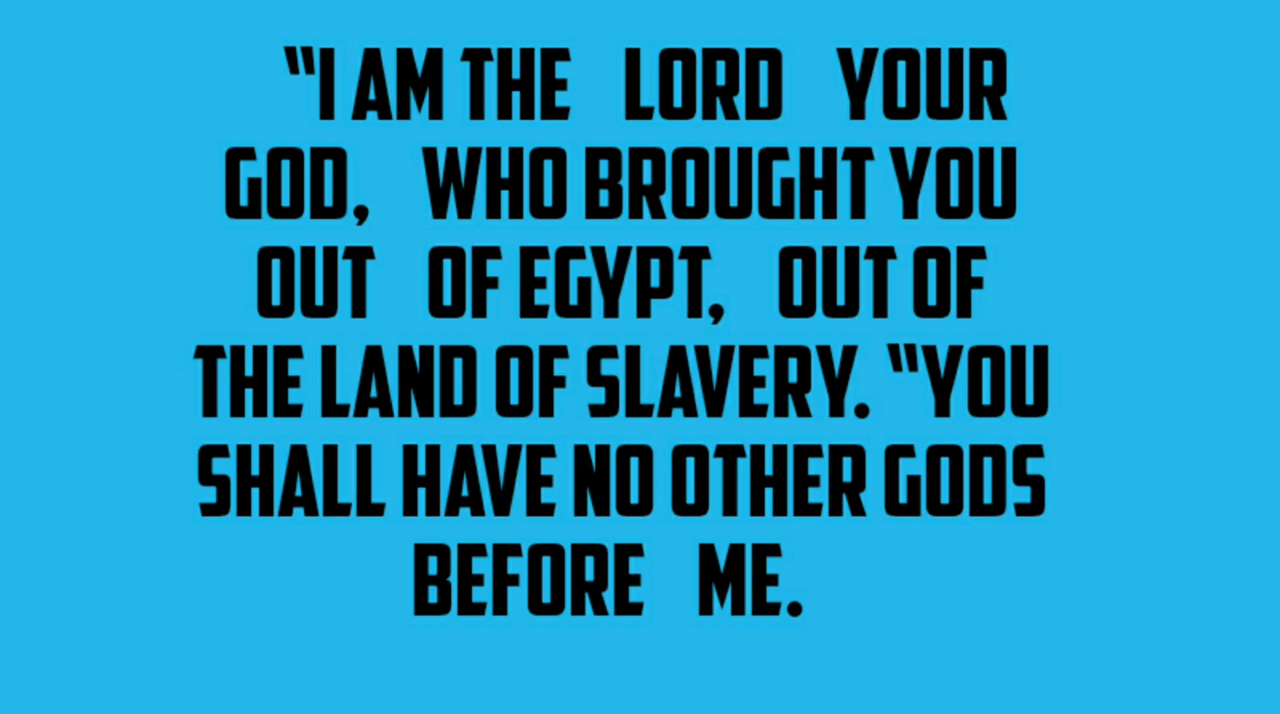 “I AM THE LORD YOUR
GOD, WHO BROUGHT YOU
OUT OF EGYPT, OUT OF
THE LAND OF SLAVERY. “YOU
SHALL HAVE NO OTHER GODS
BEFORE ME.